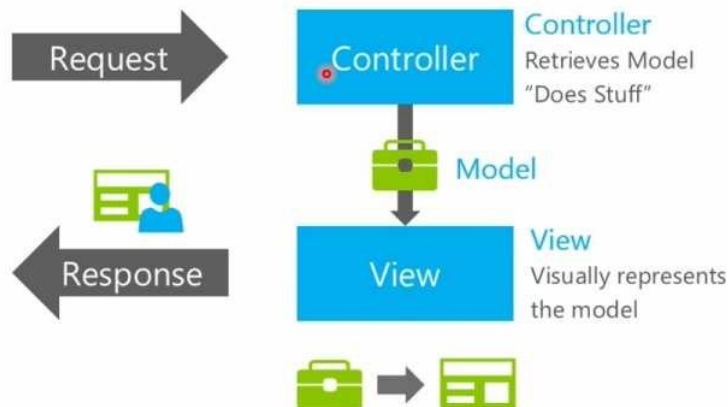 Request
Controller
Controller
Retrieves Model
“Does Stuff”
Model
Response
View
View
Visually represents
the model